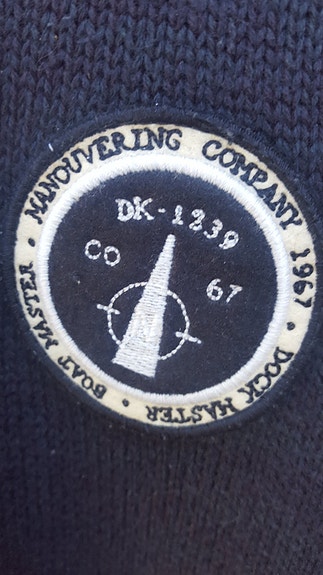 MANOUVERING COMPANY 1967 • DOCK MASTER • BOAT MASTER •
DK-1239
CO 67
N